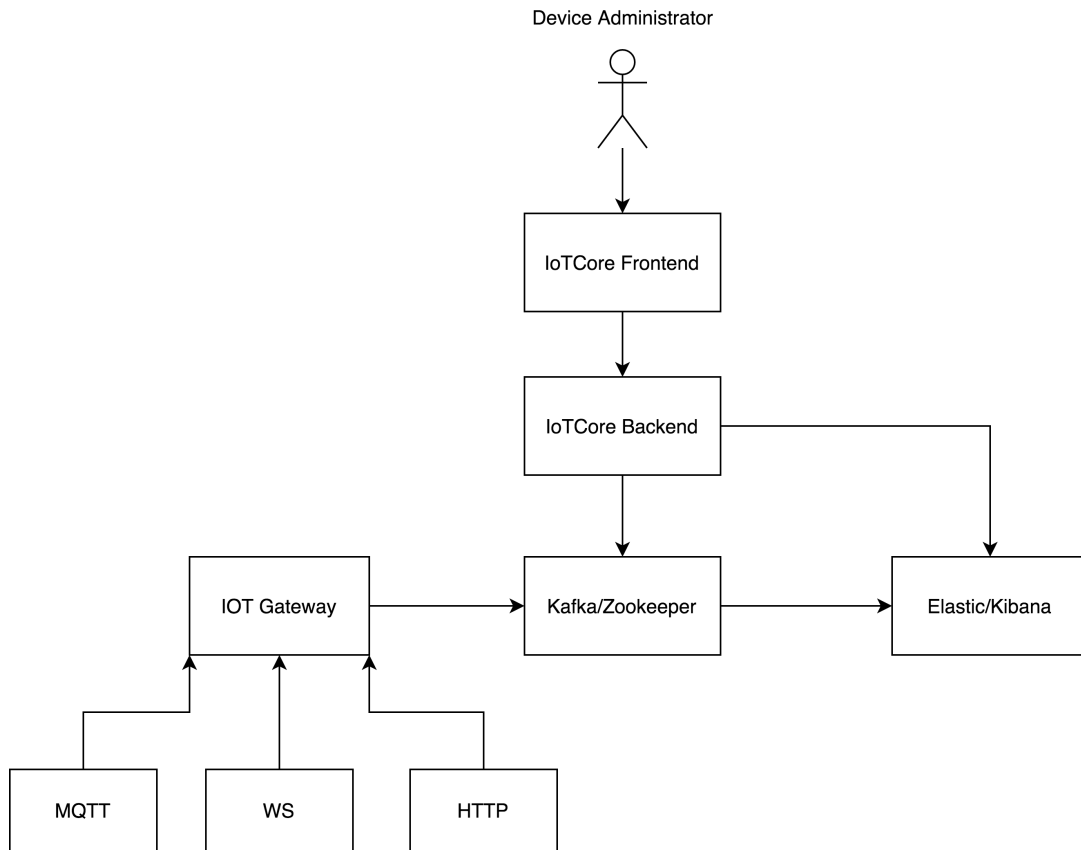 Device Administrator
IoTCore Frontend
IoTCore Backend
IOT Gateway
Kafka/Zookeeper
Elastic/Kibana
MQTT
WS
HTTP